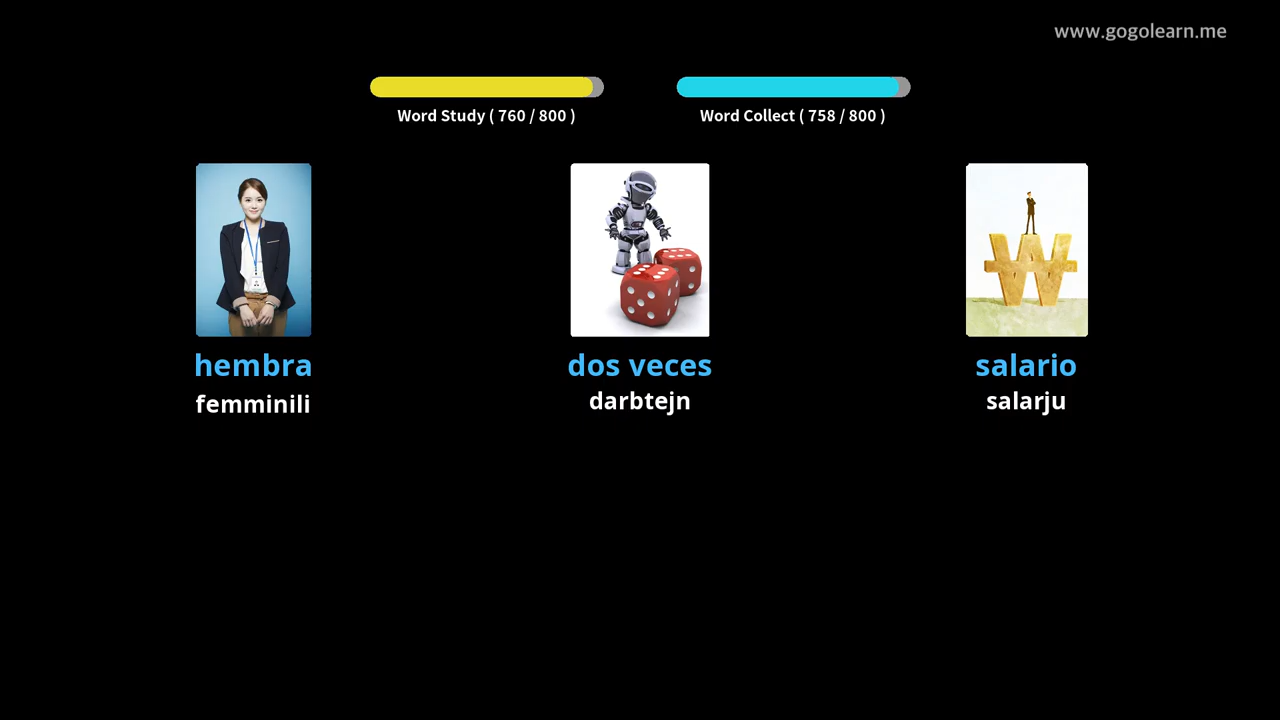 www.gogolearn.me
Word Study ( 760 / 800 )
Word Collect ( 758 / 800 )
hembra
dos veces
salario
femminili
darbtejn
salarju